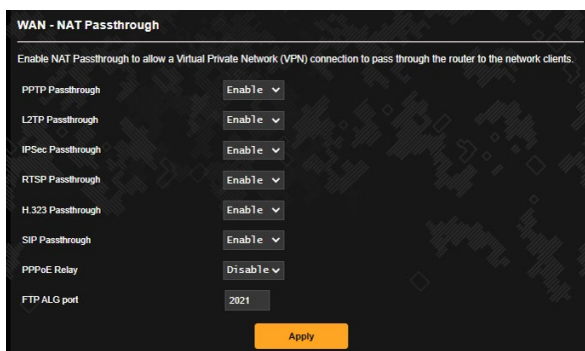 WAN - NAT Passthrough
Enable NAT Passthrough to allow a Virtual Private Network (VPN) connection to pass through the router to the network clients.
PPTP Passthrough Enable
L2TP Passthrough Enable
IPSec Passthrough Enable
RTSP Passthrough Enable
H.323 Passthrough Enable
SIP Passthrough Enable
PPPoE Relay Disable
FTP ALG port 2021
Apply